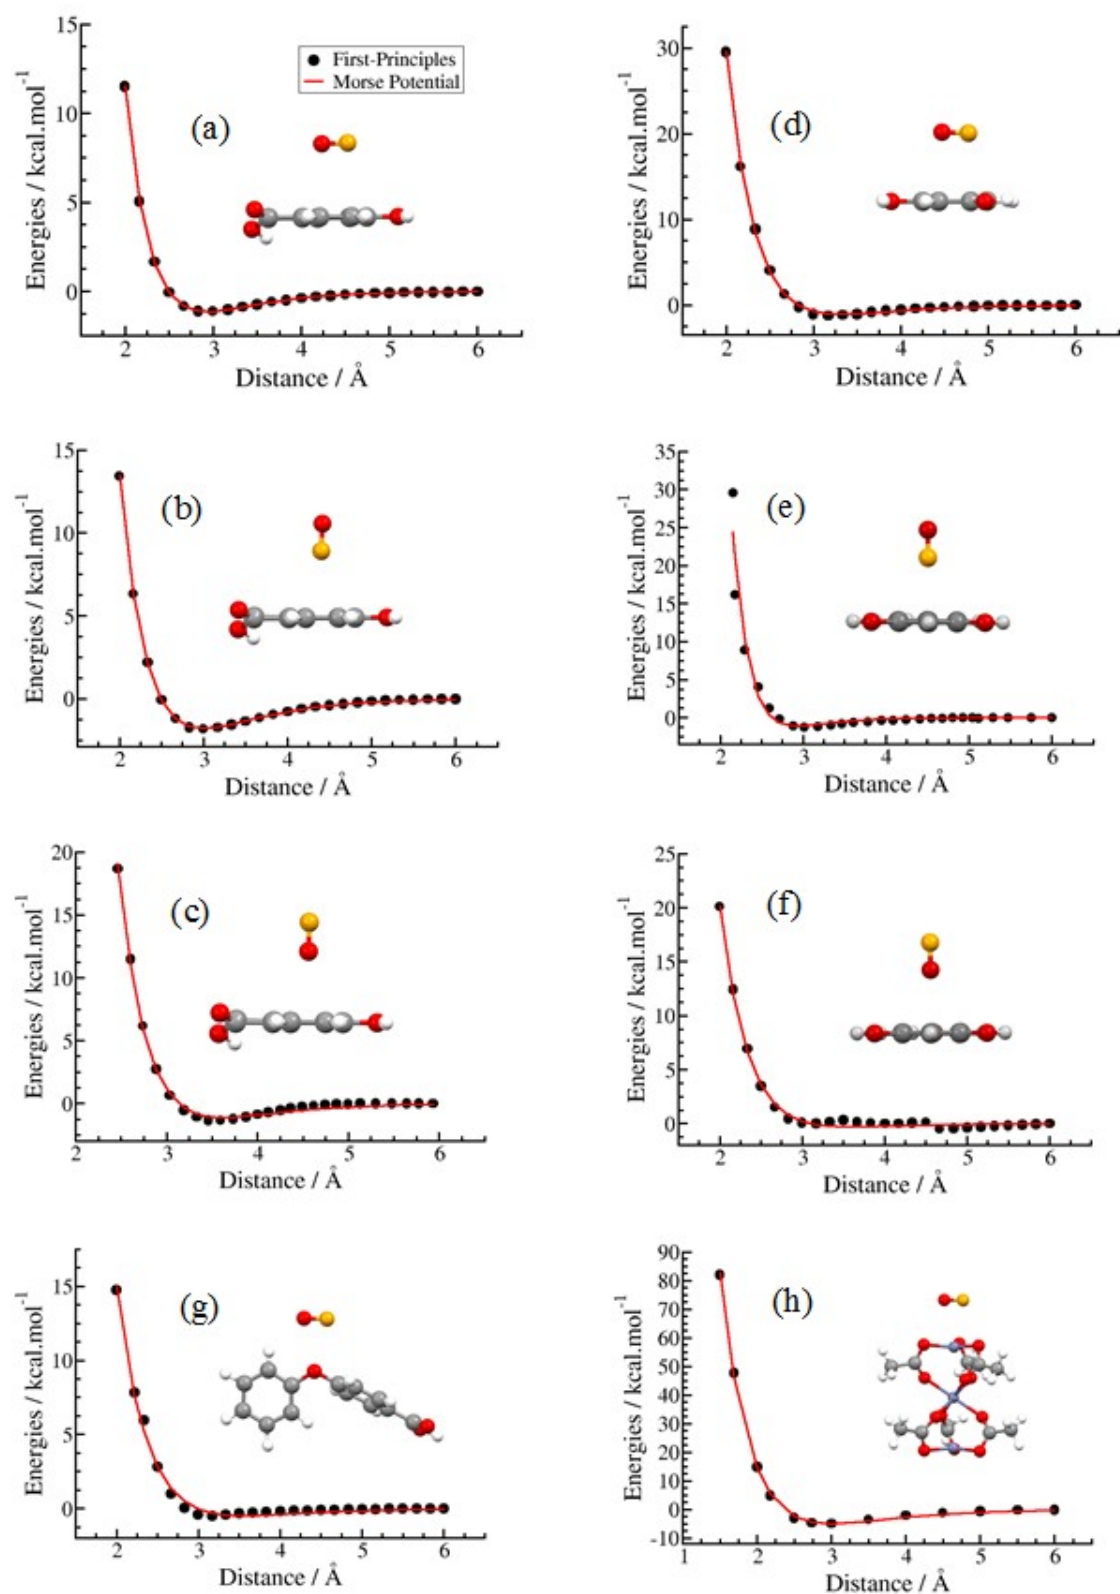 15
10
5
0
Energies / kcal.mol-1
First-Principles
Morse Potential
(a)
2 3 4 5 6
Distance / Å
30
20
10
0
Energies / kcal.mol-1
(d)
2 3 4 5 6
Distance / Å
15
10
5
0
Energies / kcal.mol-1
(b)
2 3 4 5 6
Distance / Å
35
30
25
20
15
10
5
0
Energies / kcal.mol-1
(e)
2 3 4 5 6
Distance / Å
20
15
10
5
0
Energies / kcal.mol-1
(c)
2 3 4 5 6
Distance / Å
25
20
15
10
5
0
Energies / kcal.mol-1
(f)
2 3 4 5 6
Distance / Å
15
10
5
0
Energies / kcal.mol-1
(g)
2 3 4 5 6
Distance / Å
90
80
70
60
50
40
30
20
10
0
-10
Energies / kcal.mol-1
(h)
1 2 3 4 5 6
Distance / Å